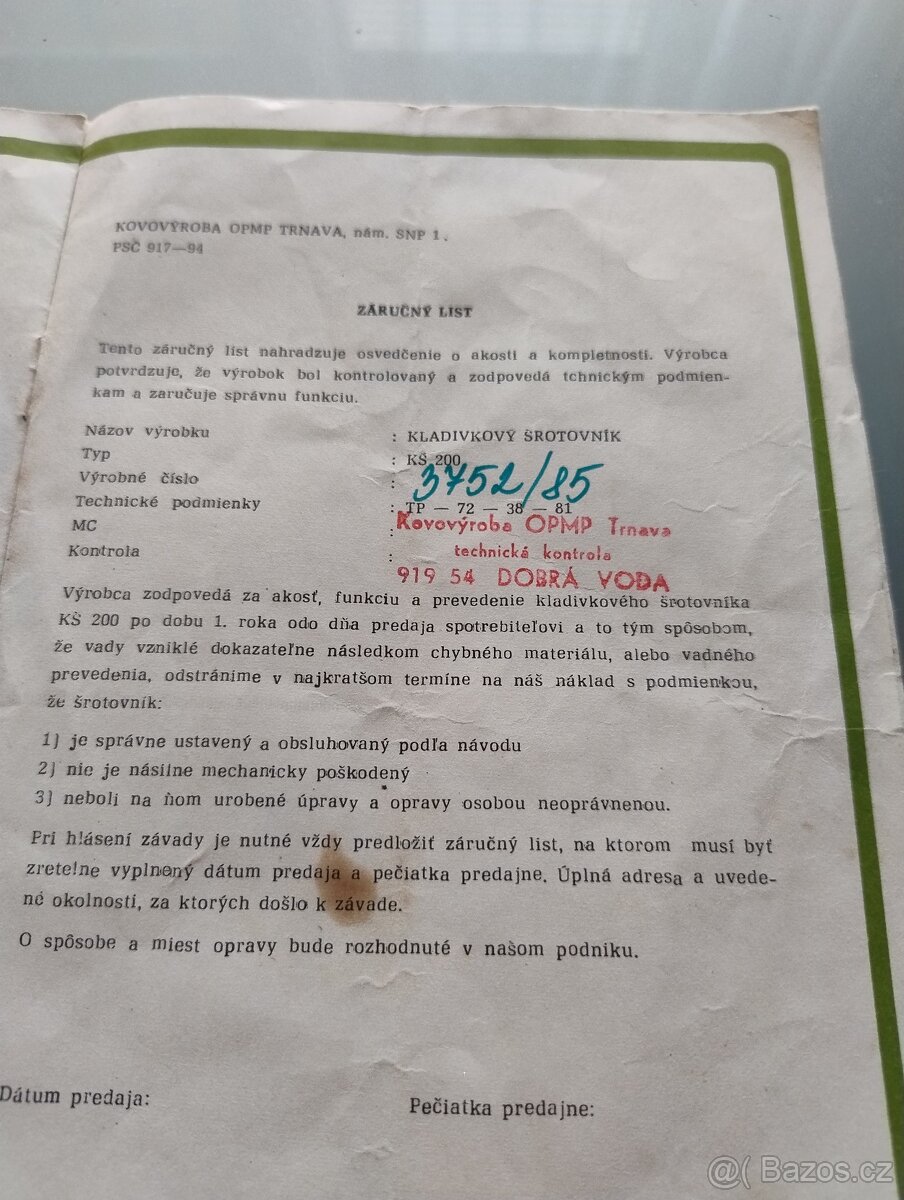 KOVOVÝROBA OPMP TRNAVA, nám. SNP 1.
PSČ 917—94
ZÁRUČNÝ LIST
Tento záručný list nahradzuje osvedčenie o akosti a kompletnosti. Výrobca
potvrdzuje, že výrobok bol kontrolovaný a zodpovedá tchnickým podmien-
kam a zaručuje správnu funkciu.
Názov výrobku : KLADIVKOVÝ ŠROTOVNÍK
Typ : KŠ 200
Výrobné číslo : 3752/85
Technické podmienky : TP — 72 — 38 — 81
MC : Kovovýroba OPMP Trnava
technická kontrola
Kontrola :
919 54 DOBRÁ VODA
Výrobca zodpovedá za akosť, funkciu a prevedenie kladivkového šrotovníka
KŠ 200 po dobu 1. roka odo dňa predaja spotrebiteľovi a to tým spôsobom,
že vady vzniklé dokazateľne následkom chybného materiálu, alebo vadného
prevedenia, odstránime v najkratšom termíne na náš náklad s podmienkou,
že šrotovník:
1) je správne ustavený a obsluhovaný podľa návodu
2) nie je násilne mechanicky poškodený
3) neboli na ňom urobené úpravy a opravy osobou neoprávnenou.
Pri hlásení závady je nutné vždy predložiť záručný list, na ktorom musí byť
zretelne vyplnený dátum predaja a pečiatka predajne. Úplná adresa a uvede-
né okolnosti, za ktorých došlo k závade.
O spôsobe a miest opravy bude rozhodnuté v našom podniku.
Dátum predaja:
Pečiatka predajne:
@( Bazos.cz